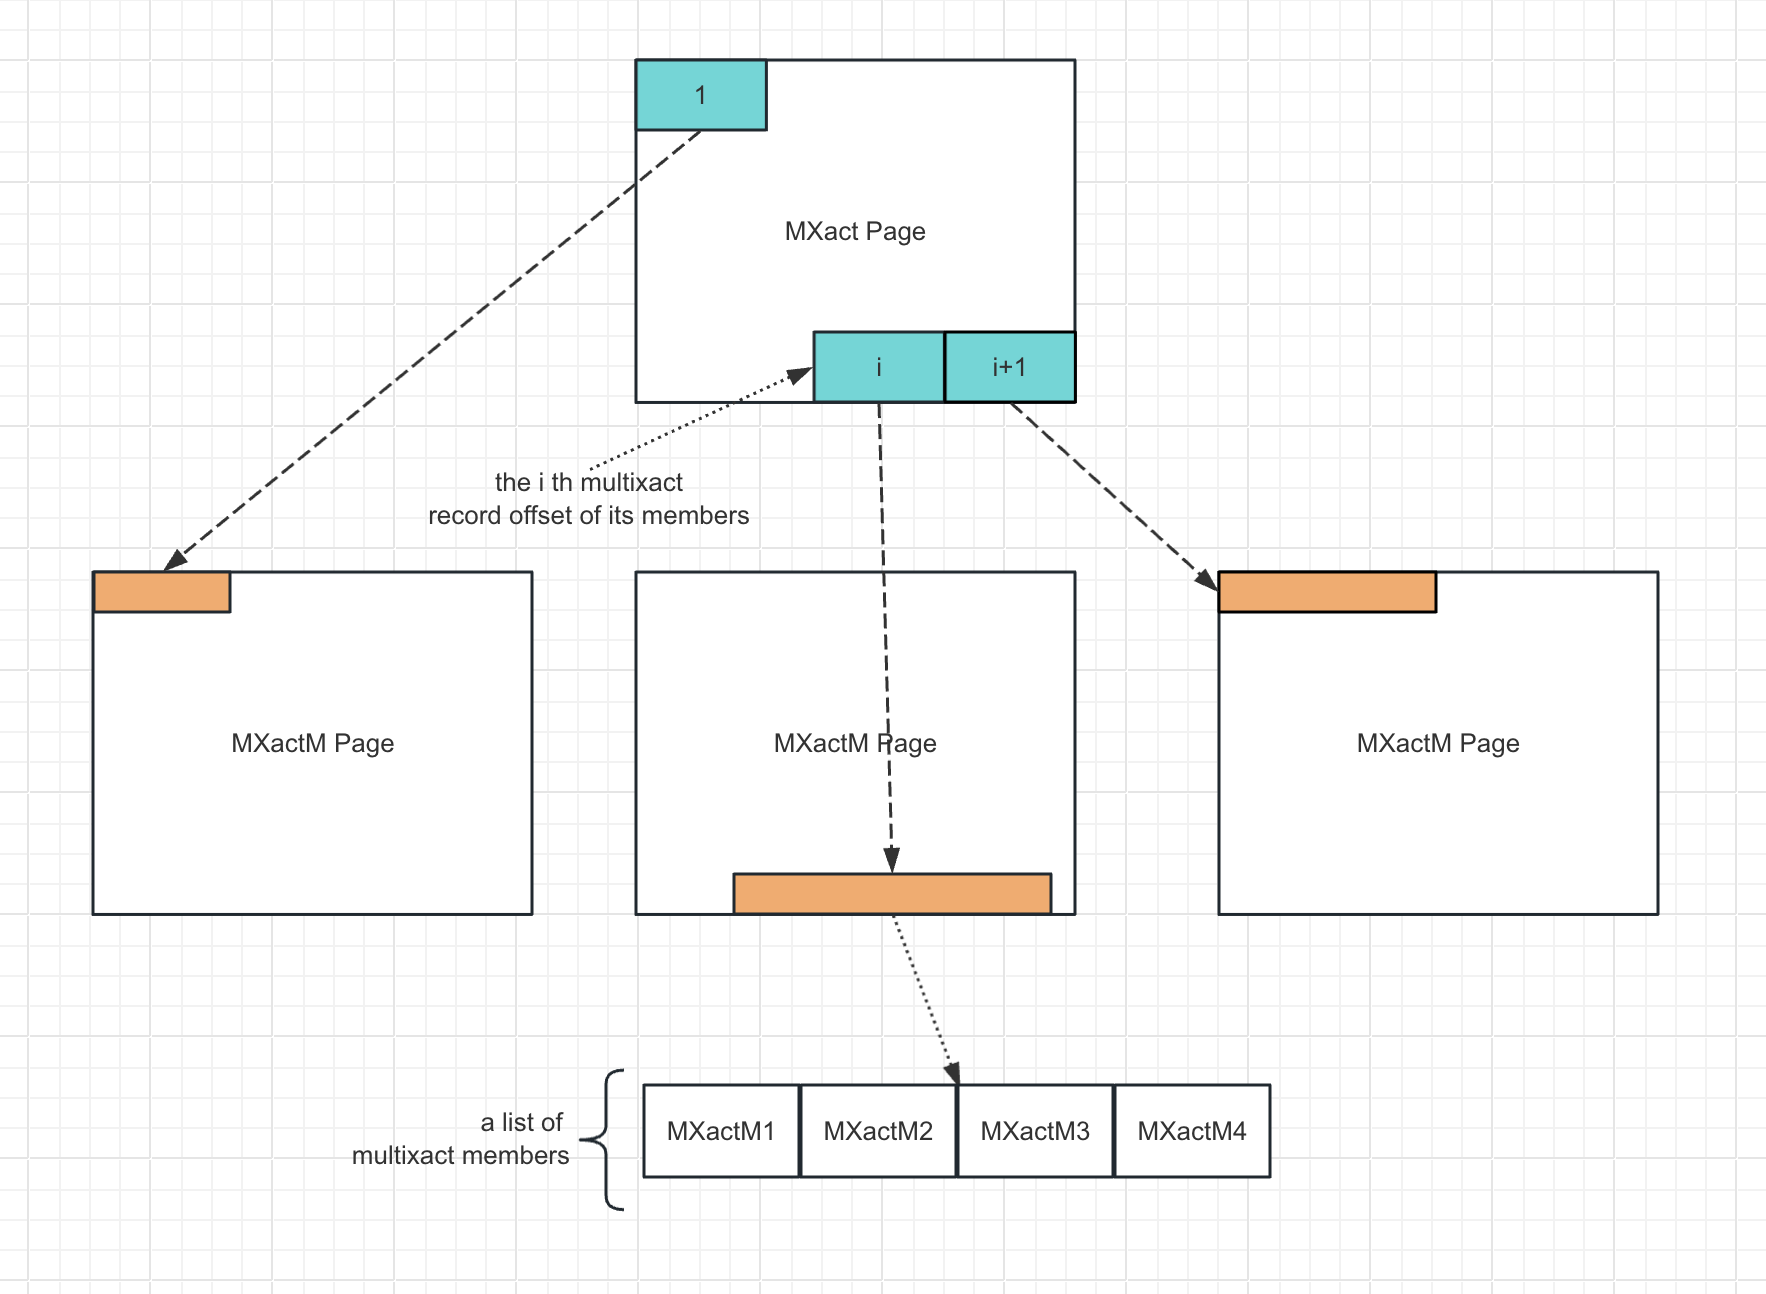 1
MXact Page
i
i+1
the i th multixact
record offset of its members
MXactM Page
MXactM Page
MXactM Page
a list of
multixact members
MXactM1
MXactM2
MXactM3
MXactM4